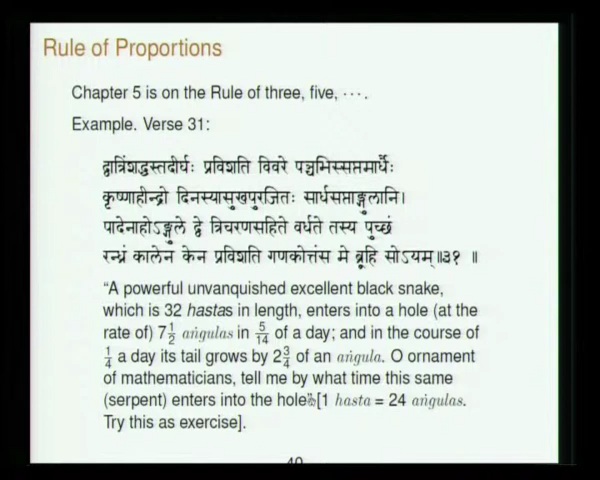 Rule of Proportions
Chapter 5 is on the Rule of three, five, ⋯.
Example. Verse 31:
द्वात्रिंशद्धस्तदीर्घः प्रविशति विवरे पञ्चभिस्सप्तमार्धैः
कृष्णाहीन्द्रो दिनस्यासुखपुरजितः सार्धसप्ताङ्गुलानि।
पादेनाहोऽङ्गुले द्वे त्रिचरणसहिते वर्धते तस्य पुच्छं
रन्ध्रं कालेन केन प्रविशति गणकोत्तंस मे ब्रूहि सोऽयम्॥३१॥
“A powerful unvanquished excellent black snake,
which is 32 hastas in length, enters into a hole (at the
rate of) 7 1/2 aṅgulas in 5/14 of a day; and in the course of
1/4 a day its tail grows by 2 3/4 of an aṅgula. O ornament
of mathematicians, tell me by what time this same
(serpent) enters into the hole [1 hasta = 24 aṅgulas.
Try this as exercise].
40